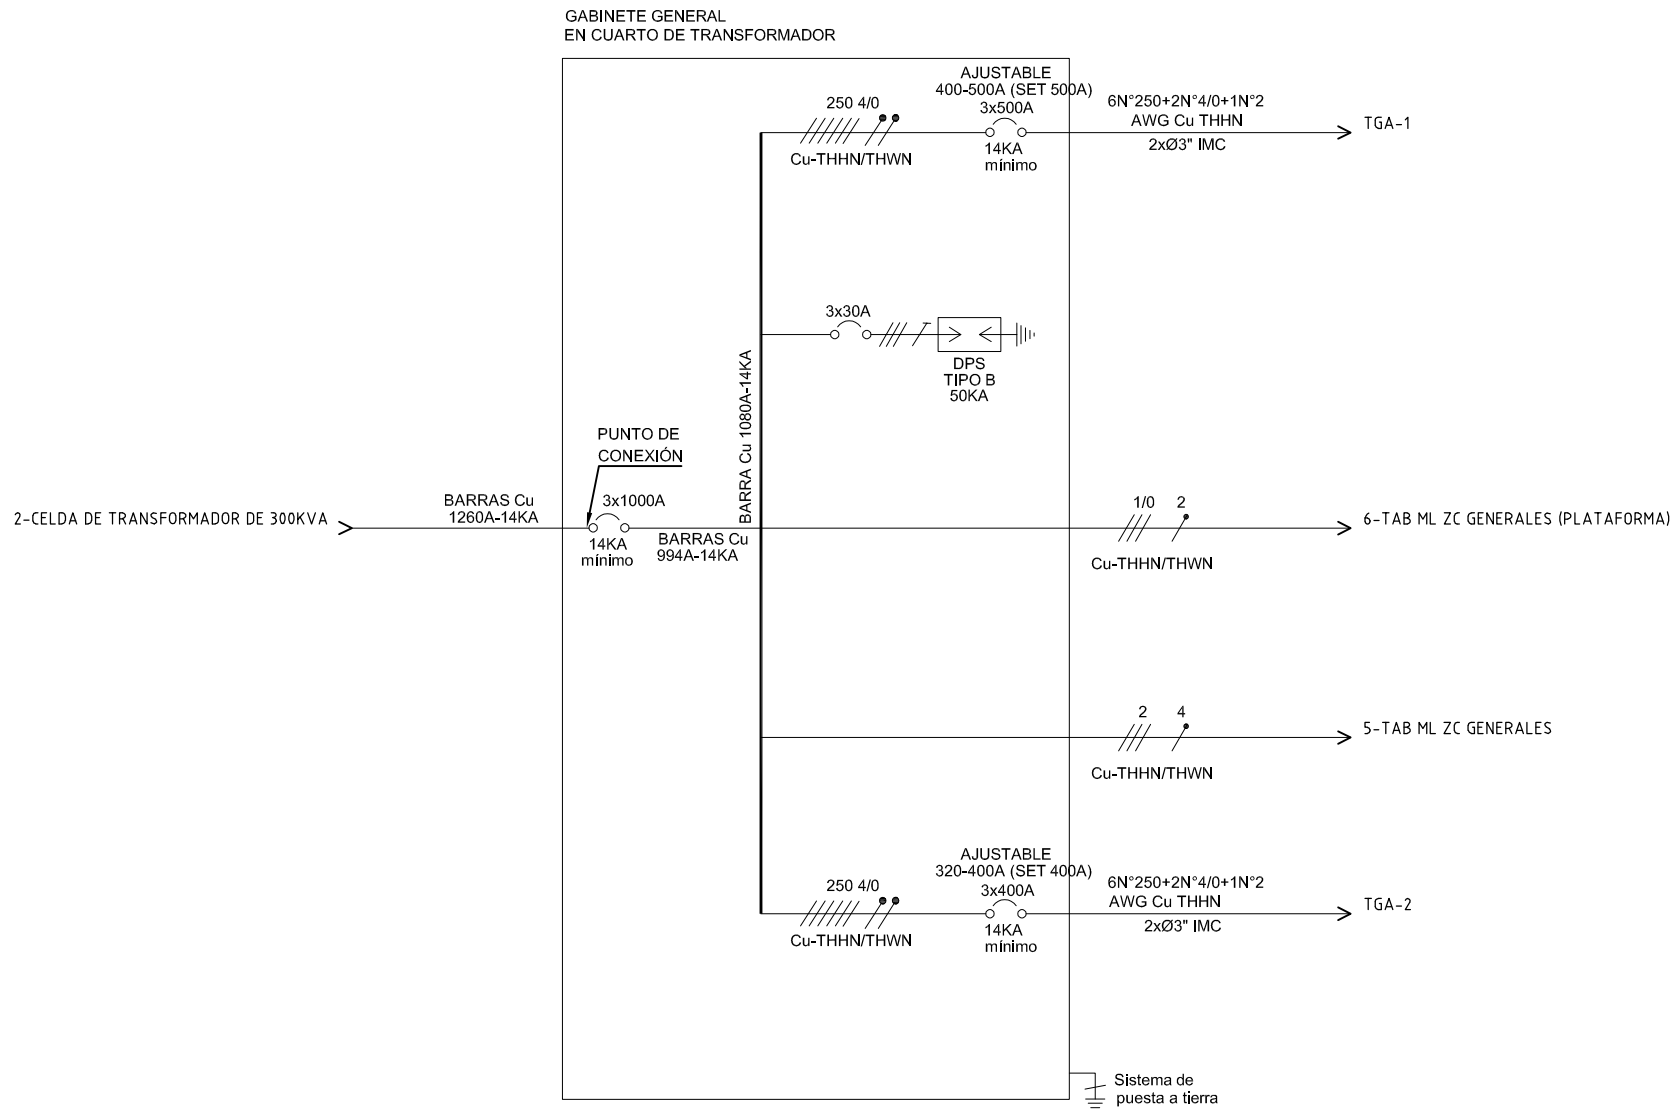 GABINETE GENERAL
EN CUARTO DE TRANSFORMADOR
AJUSTABLE
400-500A (SET 500A)
3x500A
250 4/0
Cu-THHN/THWN
14KA
mínimo
6N°250+2N°4/0+1N°2
AWG Cu THHN
2xØ3" IMC
TGA-1
3x30A
DPS
TIPO B
50KA
BARRA Cu 1080A-14KA
PUNTO DE
CONEXIÓN
2-CELDA DE TRANSFORMADOR DE 300KVA
BARRAS Cu
1260A-14KA
3x1000A
14KA
mínimo
BARRAS Cu
994A-14KA
1/0 2
Cu-THHN/THWN
6-TAB ML ZC GENERALES (PLATAFORMA)
2 4
Cu-THHN/THWN
5-TAB ML ZC GENERALES
AJUSTABLE
320-400A (SET 400A)
3x400A
250 4/0
Cu-THHN/THWN
14KA
mínimo
6N°250+2N°4/0+1N°2
AWG Cu THHN
2xØ3" IMC
TGA-2
Sistema de
puesta a tierra